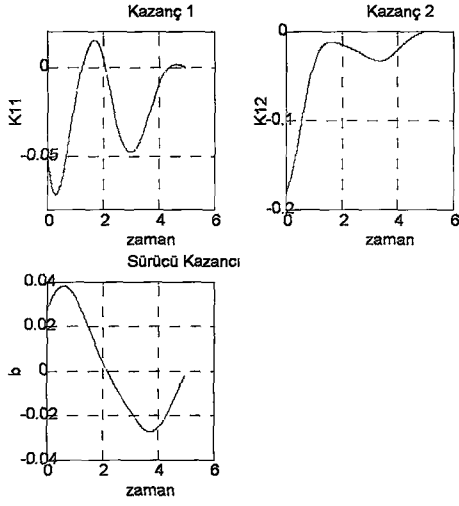 Kazanç 1
0
K11
-0.05
0 2 4 6
zaman
Kazanç 2
0
K12
-0.1
-0.2
0 2 4 6
zaman
Sürücü Kazancı
0.04
0.02
b
0
-0.02
-0.04
0 2 4 6
zaman